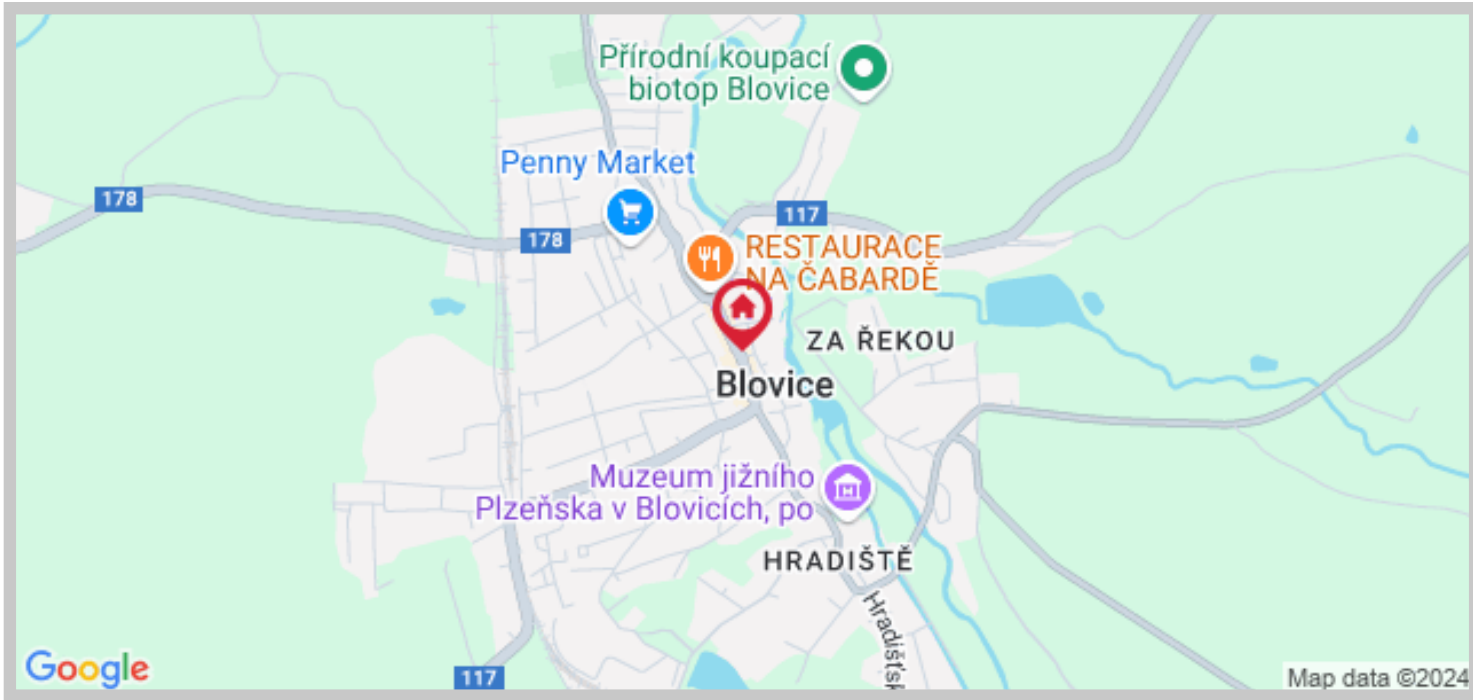 Přírodní koupací
biotop Blovice
Penny Market
178
117
178
RESTAURACE
NA ČABARDĚ
ZA ŘEKOU
Blovice
Muzeum jižního
Plzeňska v Blovicích, po
HRADIŠTĚ
Hradišťsk
Google
117
Map data ©2024